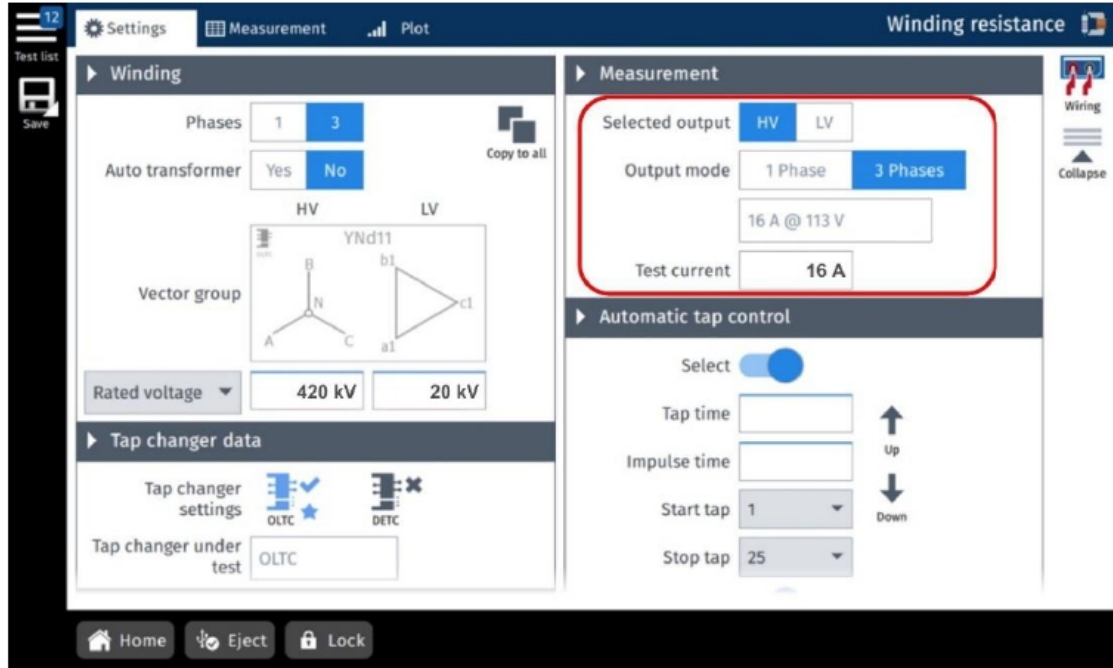 12
Test list
Save
Settings
Measurement
Plot
Winding resistance
Winding
Phases 1 3
Copy to all
Auto transformer Yes No
HV LV
Vector group
OLTC
YNd11
B
N
A
C
b1
c1
a1
Rated voltage 420 kV 20 kV
Tap changer data
Tap changer
settings
OLTC
DETC
Tap changer under
test
OLTC
Measurement
Selected output HV LV
Output mode 1 Phase 3 Phases
16 A @ 113 V
Test current 16 A
Automatic tap control
Select
Tap time
Up
Impulse time
Start tap 1
Down
Stop tap 25
Wiring
Collapse
Home
Eject
Lock